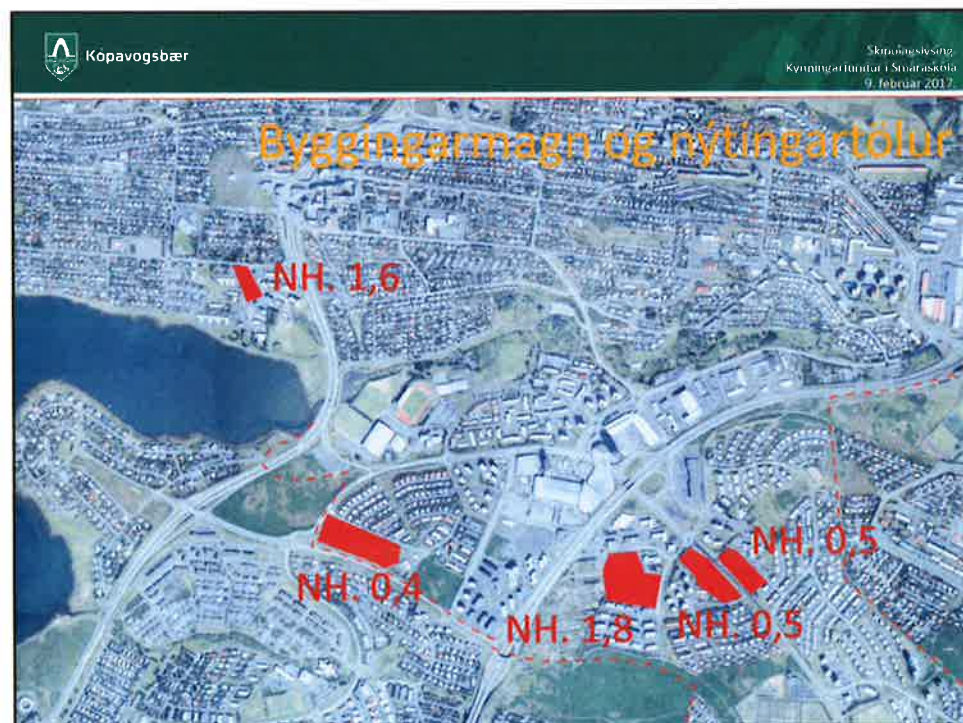 Kópavogsbær
Skipulagslýsing.
Kynningarfundur í Smáraskóla
9. febrúar 2017.
Byggingarmagn og nýtingartölur
NH. 1,6
NH. 0,5
NH. 0,4
NH. 1,8
NH. 0,5